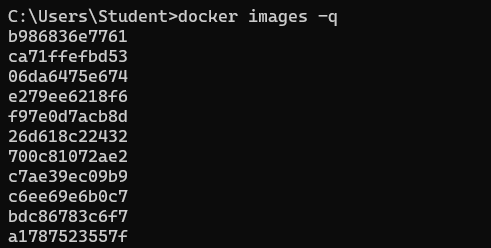 C:\Users\Student>docker images -q
b986836e7761
ca71ffefbd53
06da6475e674
e279ee6218f6
f97e0d7acb8d
26d618c22432
700c81072ae2
c7ae39ec09b9
c6ee69e6b0c7
bdc86783c6f7
a1787523557f